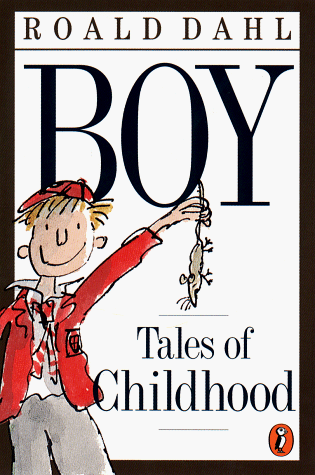 ROALD DAHL
BOY
Tales of
Childhood